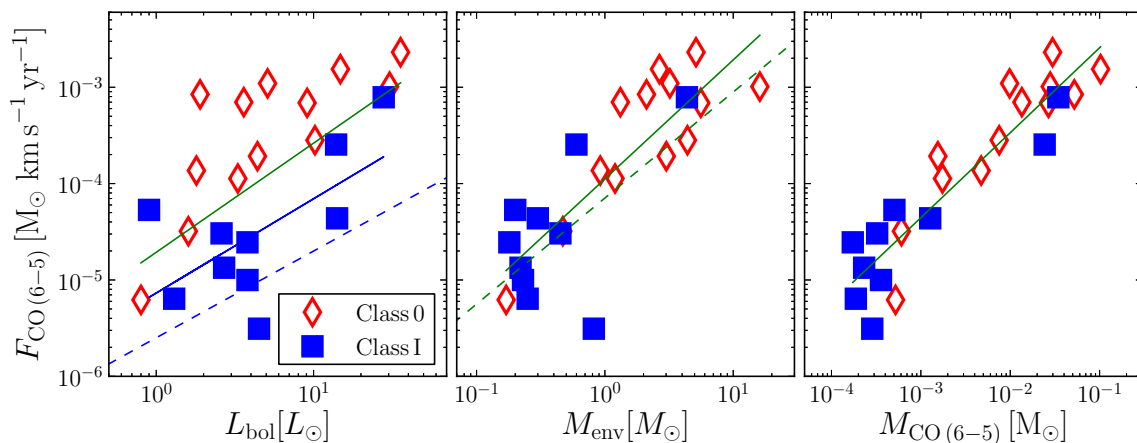 F_CO (6−5) [M⊙ km s⁻¹ yr⁻¹]
10⁻³
10⁻⁴
10⁻⁵
10⁻⁶
Class 0
Class I
10⁰ 10¹
10⁻¹ 10⁰ 10¹
10⁻⁴ 10⁻³ 10⁻² 10⁻¹
L_bol[L⊙]
M_env[M⊙]
M_CO (6−5) [M⊙]